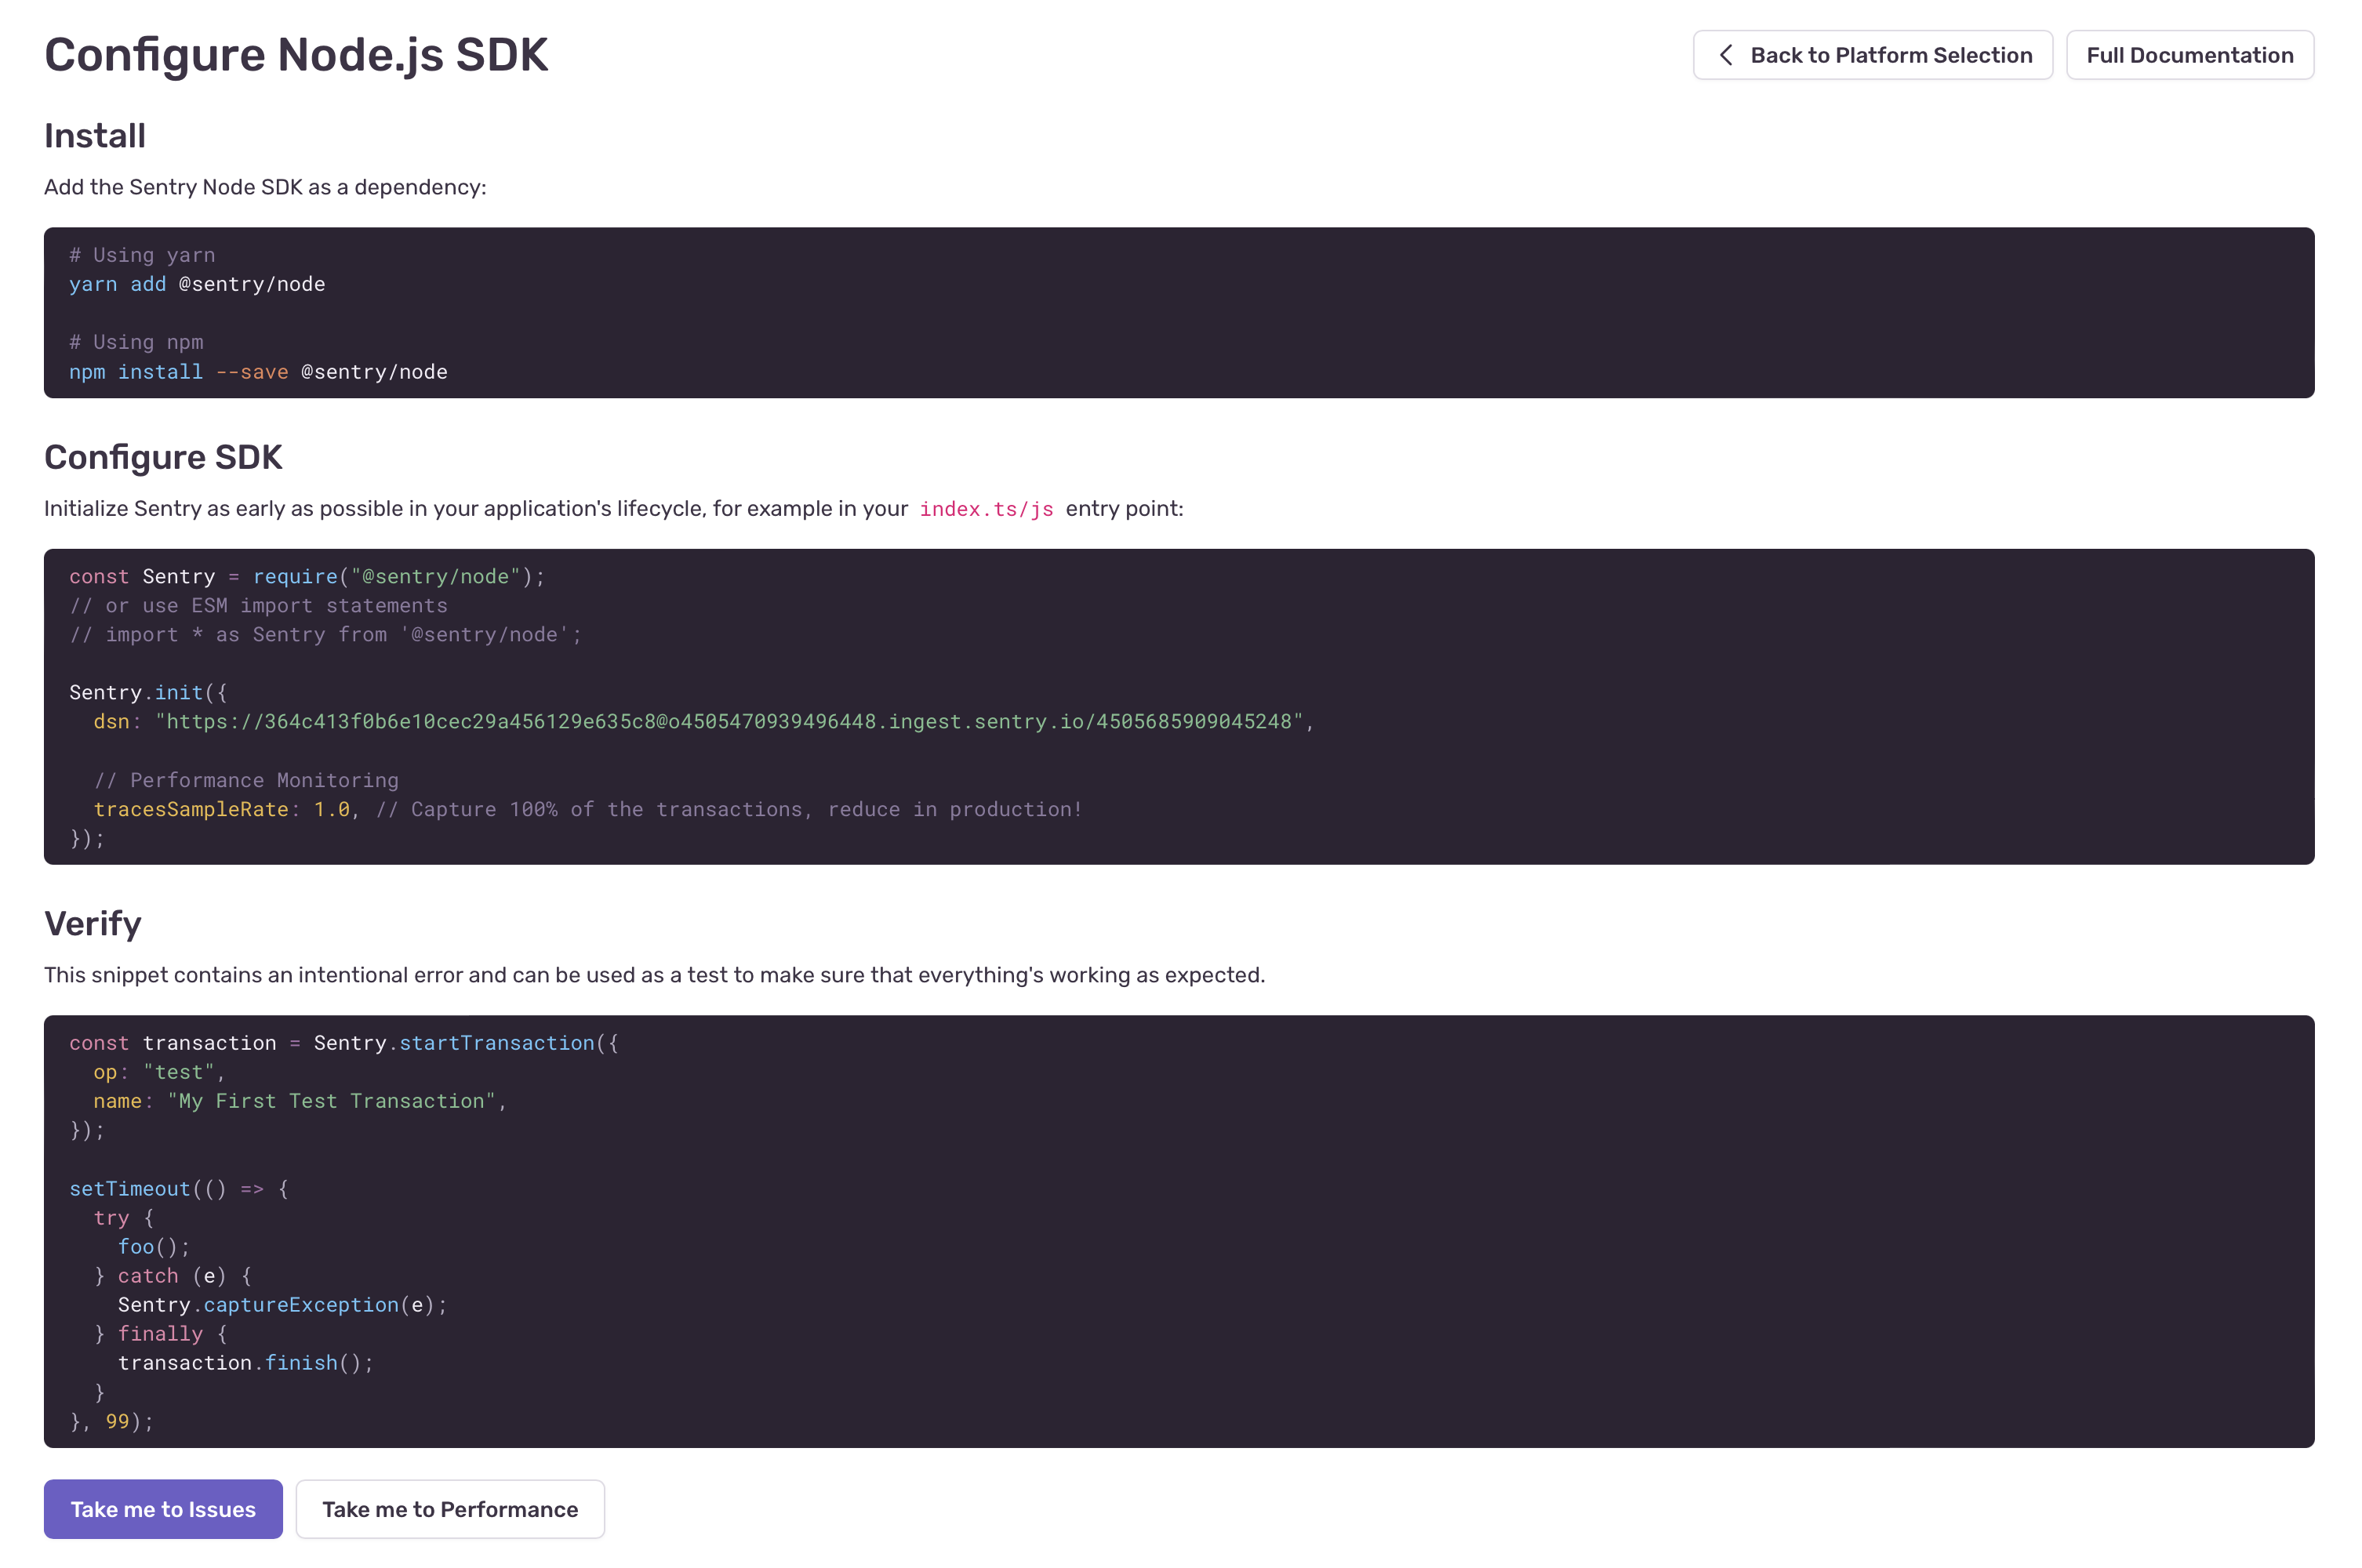 Configure Node.js SDK
Back to Platform Selection
Full Documentation
Install
Add the Sentry Node SDK as a dependency:
# Using yarn
yarn add @sentry/node

# Using npm
npm install --save @sentry/node
Configure SDK
Initialize Sentry as early as possible in your application's lifecycle, for example in your index.ts/js entry point:
const Sentry = require("@sentry/node");
// or use ESM import statements
// import * as Sentry from '@sentry/node';

Sentry.init({
  dsn: "https://364c413f0b6e10cec29a456129e635c8@o4505470939496448.ingest.sentry.io/4505685909045248",

  // Performance Monitoring
  tracesSampleRate: 1.0, // Capture 100% of the transactions, reduce in production!
});
Verify
This snippet contains an intentional error and can be used as a test to make sure that everything's working as expected.
const transaction = Sentry.startTransaction({
  op: "test",
  name: "My First Test Transaction",
});

setTimeout(() => {
  try {
    foo();
  } catch (e) {
    Sentry.captureException(e);
  } finally {
    transaction.finish();
  }
}, 99);
Take me to Issues
Take me to Performance